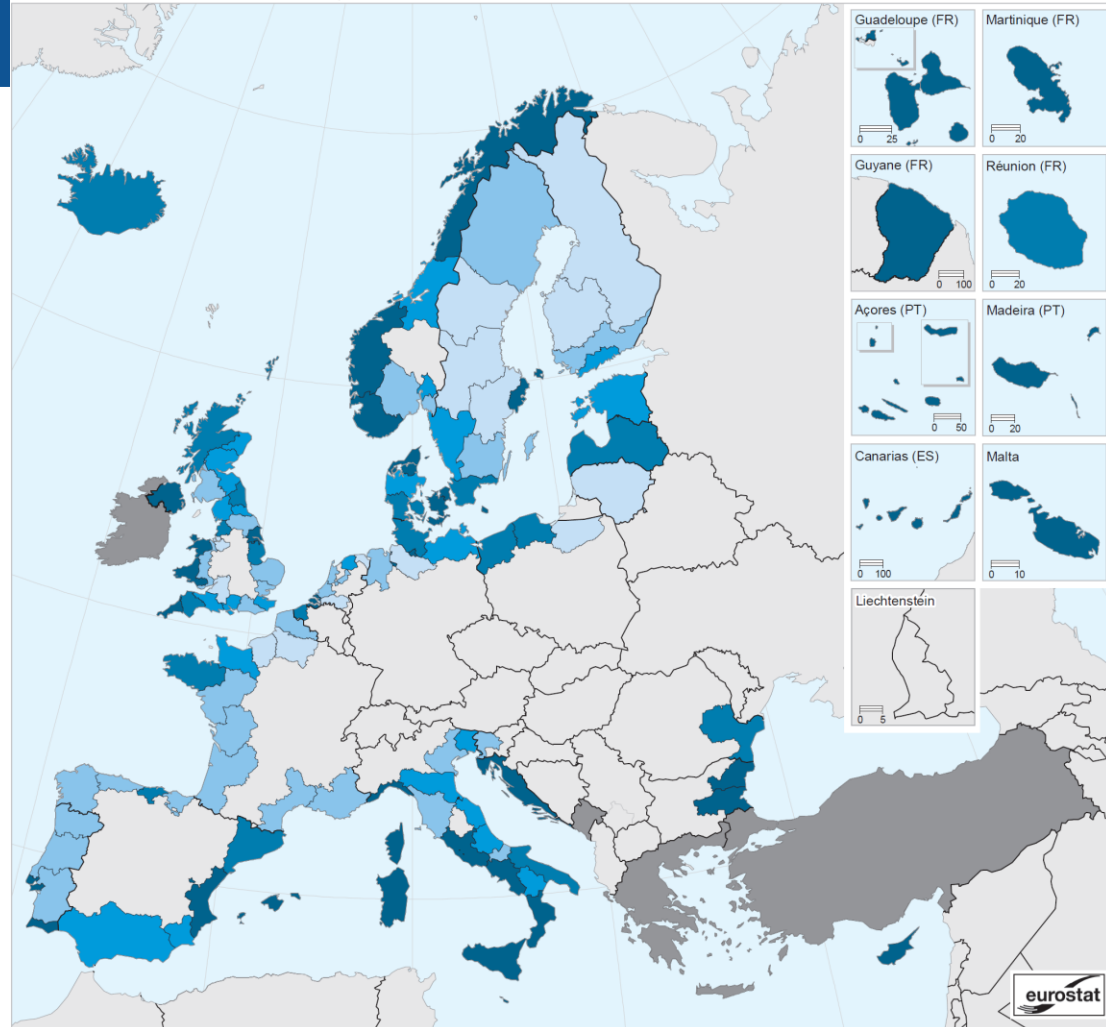 Guadeloupe (FR)
0 25
Martinique (FR)
0 20
Guyane (FR)
0 100
Réunion (FR)
0 20
Açores (PT)
0 50
Madeira (PT)
0 20
Canarias (ES)
0 100
Malta
0 10
Liechtenstein
0 5
eurostat